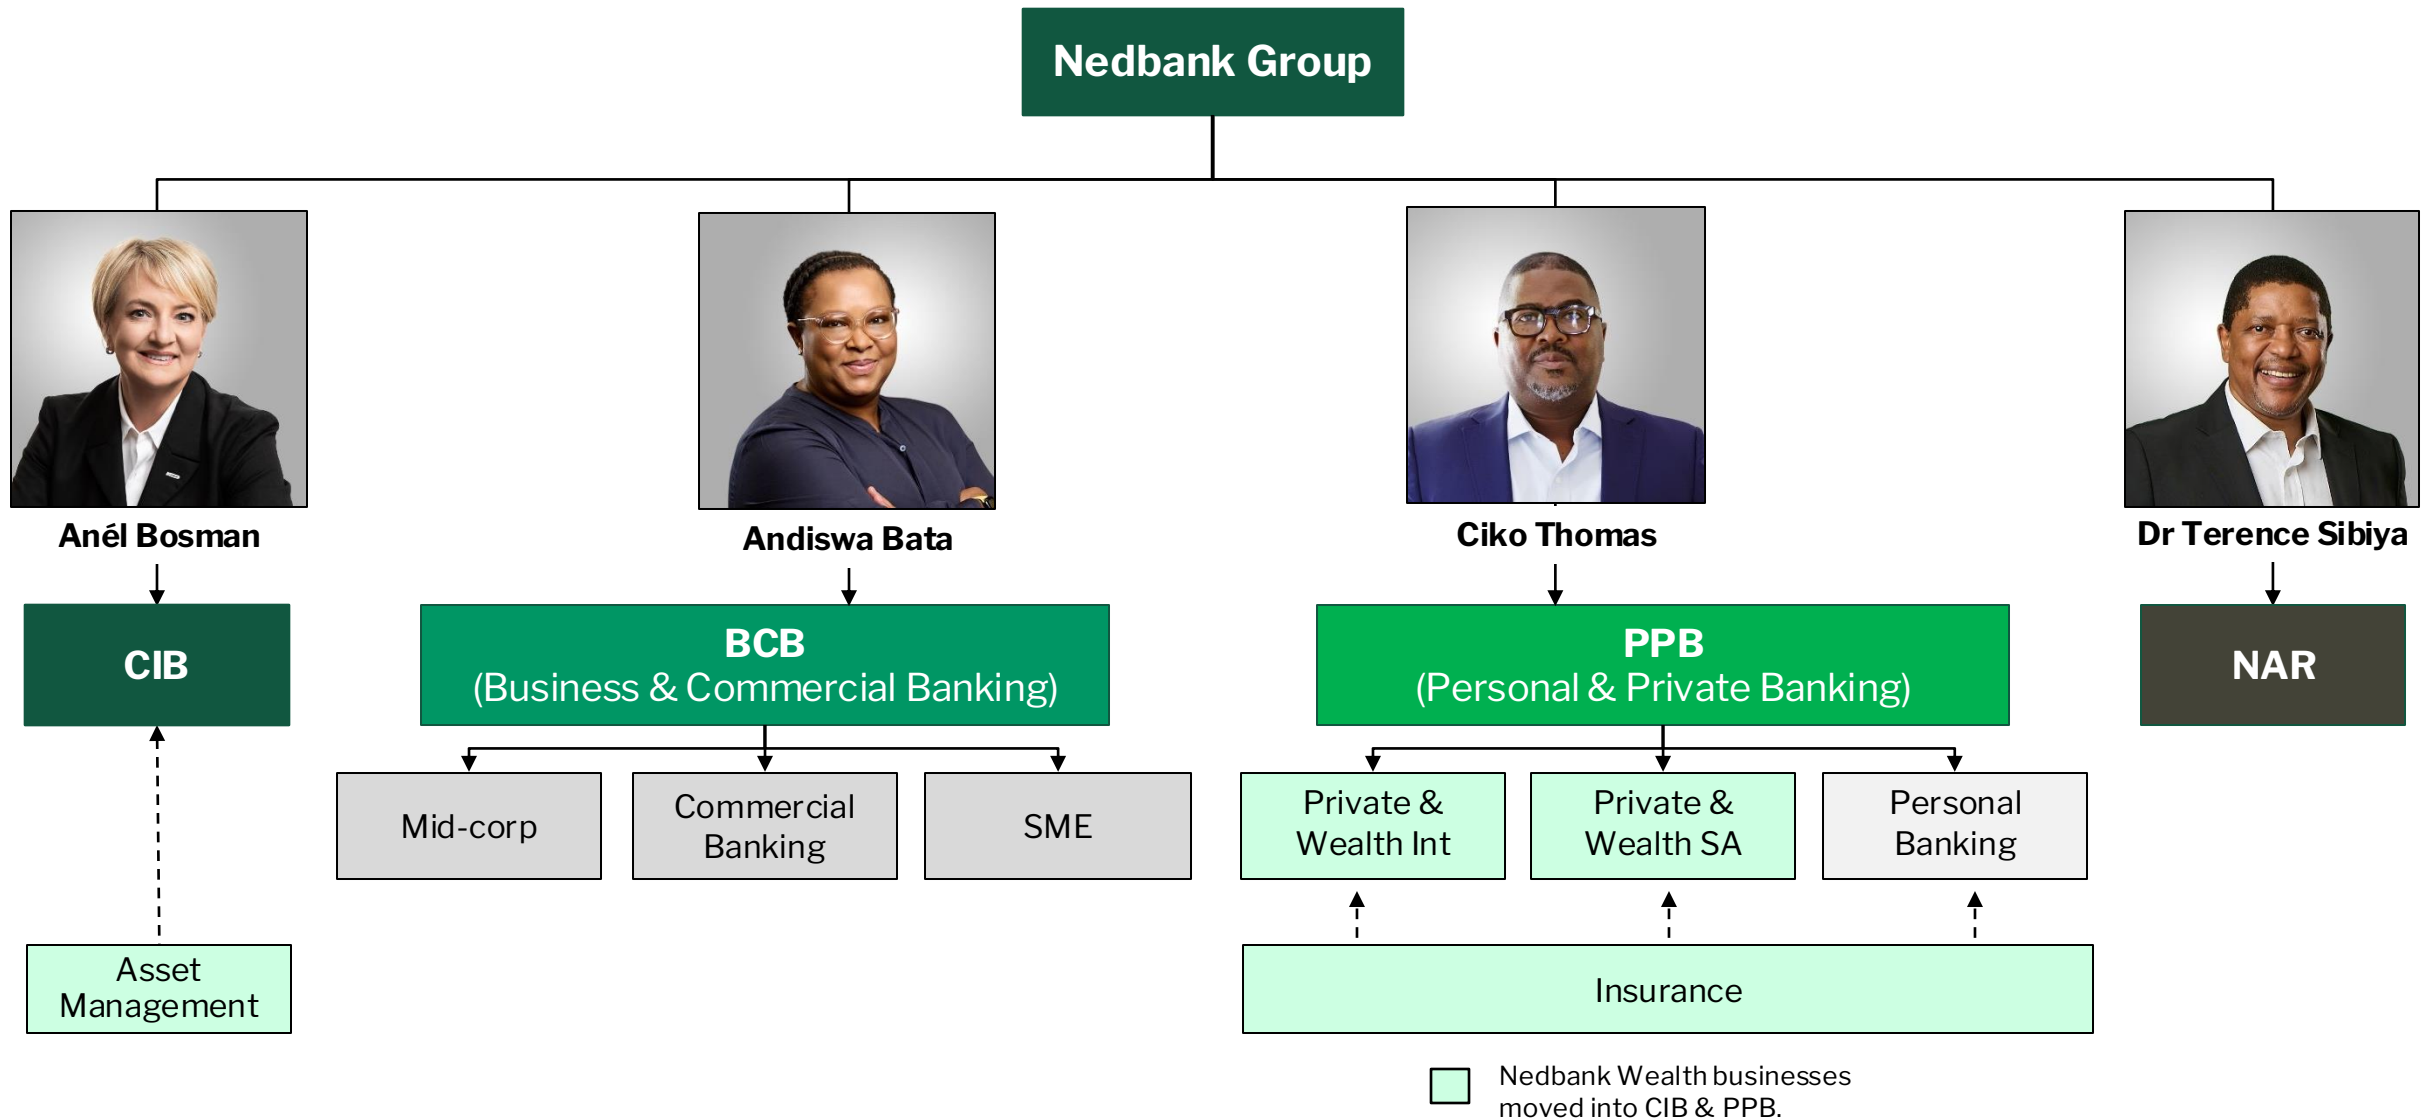 Nedbank Group
Anél Bosman
Andiswa Bata
Ciko Thomas
Dr Terence Sibiya
CIB
BCB
(Business & Commercial Banking)
PPB
(Personal & Private Banking)
NAR
Mid-corp
Commercial
Banking
SME
Private &
Wealth Int
Private &
Wealth SA
Personal
Banking
Asset
Management
Insurance
Nedbank Wealth businesses
moved into CIB & PPB.